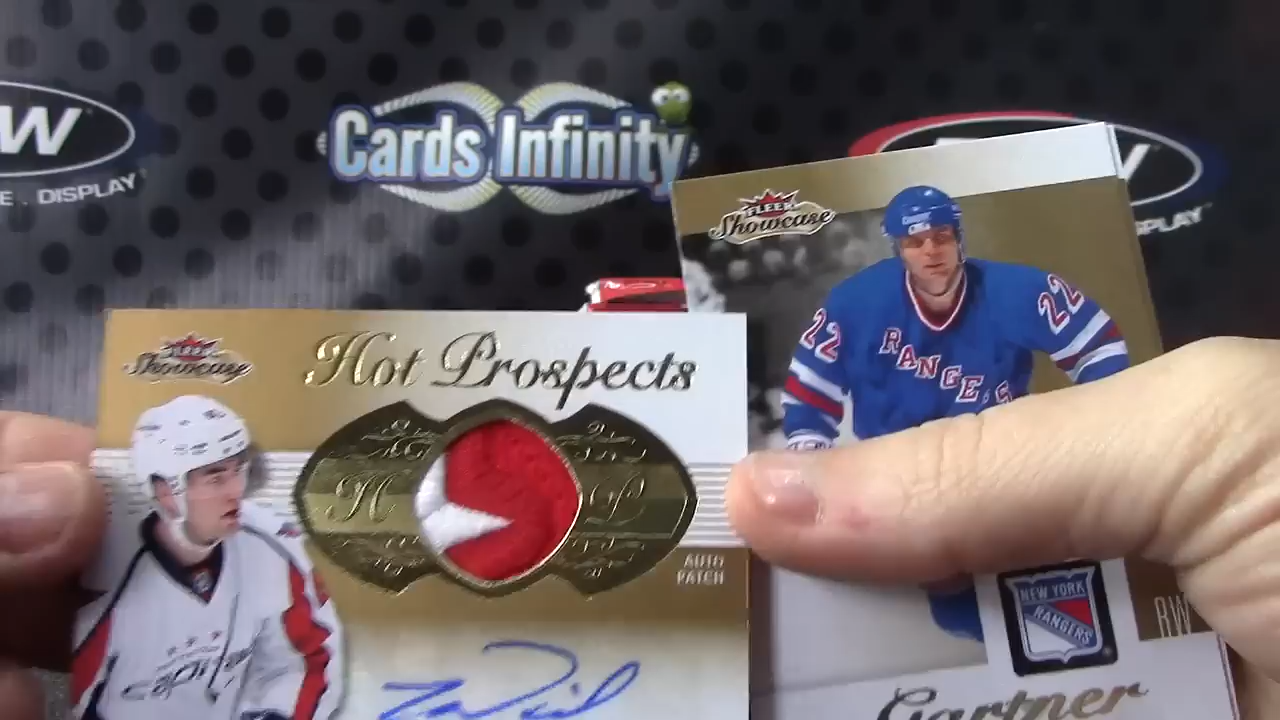 W
E . DISPLAY
Cards Infinity
W
PLAY
FLEER
Showcase
Hot Prospects
H P
AUTO
PATCH
Capitals
FLEER
Showcase
22 22
RANGERS
NEW YORK
RANGERS
RW
Gartner